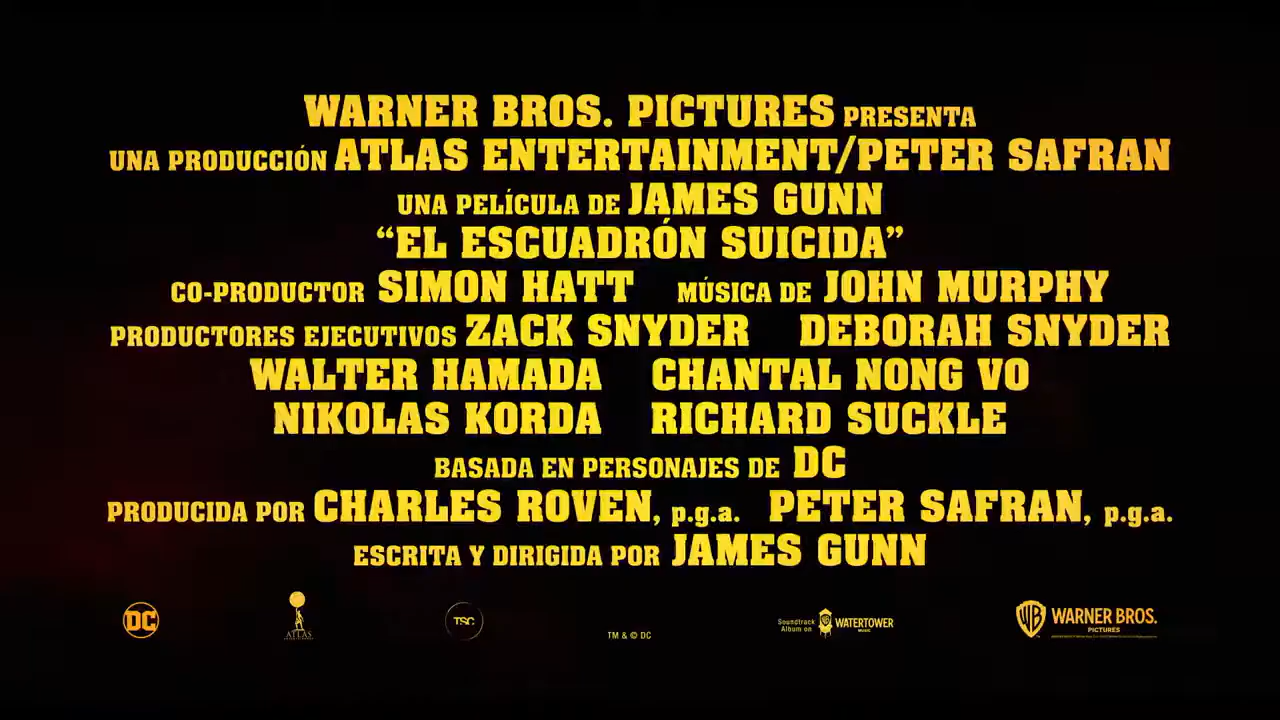 WARNER BROS. PICTURES PRESENTA
UNA PRODUCCIÓN ATLAS ENTERTAINMENT/PETER SAFRAN
UNA PELÍCULA DE JAMES GUNN
“EL ESCUADRÓN SUICIDA”
CO-PRODUCTOR SIMON HATT MÚSICA DE JOHN MURPHY
PRODUCTORES EJECUTIVOS ZACK SNYDER DEBORAH SNYDER
WALTER HAMADA CHANTAL NONG VO
NIKOLAS KORDA RICHARD SUCKLE
BASADA EN PERSONAJES DE DC
PRODUCIDA POR CHARLES ROVEN, p.g.a. PETER SAFRAN, p.g.a.
ESCRITA Y DIRIGIDA POR JAMES GUNN
DC
ATLAS
TSC
TM & © DC
Soundtrack
Album on
WATERTOWER
MUSIC
WB WARNER BROS.
PICTURES